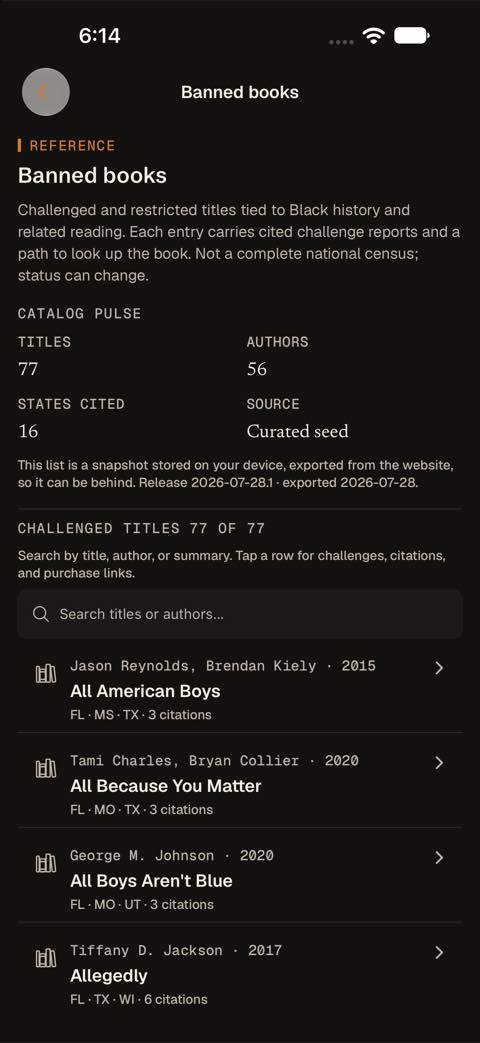 6:14
Banned books
REFERENCE
Banned books
Challenged and restricted titles tied to Black history and
related reading. Each entry carries cited challenge reports and a
path to look up the book. Not a complete national census;
status can change.
CATALOG PULSE
TITLES
77
AUTHORS
56
STATES CITED
16
SOURCE
Curated seed
This list is a snapshot stored on your device, exported from the website,
so it can be behind. Release 2026-07-28.1 · exported 2026-07-28.
CHALLENGED TITLES 77 OF 77
Search by title, author, or summary. Tap a row for challenges, citations,
and purchase links.
Search titles or authors...
Jason Reynolds, Brendan Kiely · 2015
All American Boys
FL · MS · TX · 3 citations
Tami Charles, Bryan Collier · 2020
All Because You Matter
FL · MO · TX · 3 citations
George M. Johnson · 2020
All Boys Aren't Blue
FL · MO · UT · 3 citations
Tiffany D. Jackson · 2017
Allegedly
FL · TX · WI · 6 citations